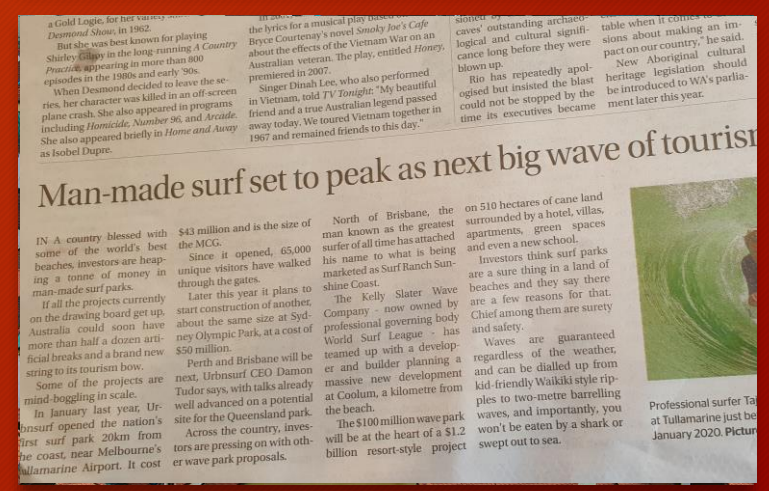 a Gold Logie, for her variety
Desmond Show, in 1962.
But she was best known for playing
Shirley Gilroy in the long-running A Country
Practice, appearing in more than 800
episodes in the 1980s and early '90s.
When Desmond decided to leave the se-
ries, her character was killed in an off-screen
plane crash. She also appeared in programs
including Homicide, Number 96, and Arcade.
She also appeared briefly in Home and Away
as Isobel Dupre.
the lyrics for a musical play based
Bryce Courtenay's novel Smoky Joe's Cafe
about the effects of the Vietnam War on an
Australian veteran. The play, entitled Honey,
premiered in 2007.
Singer Dinah Lee, who also performed
in Vietnam, told TV Tonight: "My beautiful
friend and a true Australian legend passed
away today. We toured Vietnam together in
1967 and remained friends to this day."
sioned by
caves' outstanding archaeo-
logical and cultural signifi-
cance long before they were
blown up.
Rio has repeatedly apol-
ogised but insisted the blast
could not be stopped by the
time its executives became
table when it comes to
sions about making an im-
pact on our country," he said.
New Aboriginal cultural
heritage legislation should
be introduced to WA's parlia-
ment later this year.
Man-made surf set to peak as next big wave of tourism
IN A country blessed with
some of the world's best
beaches, investors are heap-
ing a tonne of money in
man-made surf parks.
If all the projects currently
on the drawing board get up,
Australia could soon have
more than half a dozen arti-
ficial breaks and a brand new
string to its tourism bow.
Some of the projects are
mind-boggling in scale.
In January last year, Ur-
bnsurf opened the nation's
first surf park 20km from
the coast, near Melbourne's
Tullamarine Airport. It cost
$43 million and is the size of
the MCG.
Since it opened, 65,000
unique visitors have walked
through the gates.
Later this year it plans to
start construction of another,
about the same size at Syd-
ney Olympic Park, at a cost of
$50 million.
Perth and Brisbane will be
next, Urbnsurf CEO Damon
Tudor says, with talks already
well advanced on a potential
site for the Queensland park.
Across the country, inves-
tors are pressing on with oth-
er wave park proposals.
North of Brisbane, the
man known as the greatest
surfer of all time has attached
his name to what is being
marketed as Surf Ranch Sun-
shine Coast.
The Kelly Slater Wave
Company - now owned by
professional governing body
World Surf League - has
teamed up with a develop-
er and builder planning a
massive new development
at Coolum, a kilometre from
the beach.
The $100 million wave park
will be at the heart of a $1.2
billion resort-style project
on 510 hectares of cane land
surrounded by a hotel, villas,
apartments, green spaces
and even a new school.
Investors think surf parks
are a sure thing in a land of
beaches and they say there
are a few reasons for that.
Chief among them are surety
and safety.
Waves are guaranteed
regardless of the weather,
and can be dialled up from
kid-friendly Waikiki style rip-
ples to two-metre barrelling
waves, and importantly, you
won't be eaten by a shark or
swept out to sea.
Professional surfer Taj
at Tullamarine just be
January 2020. Pictur